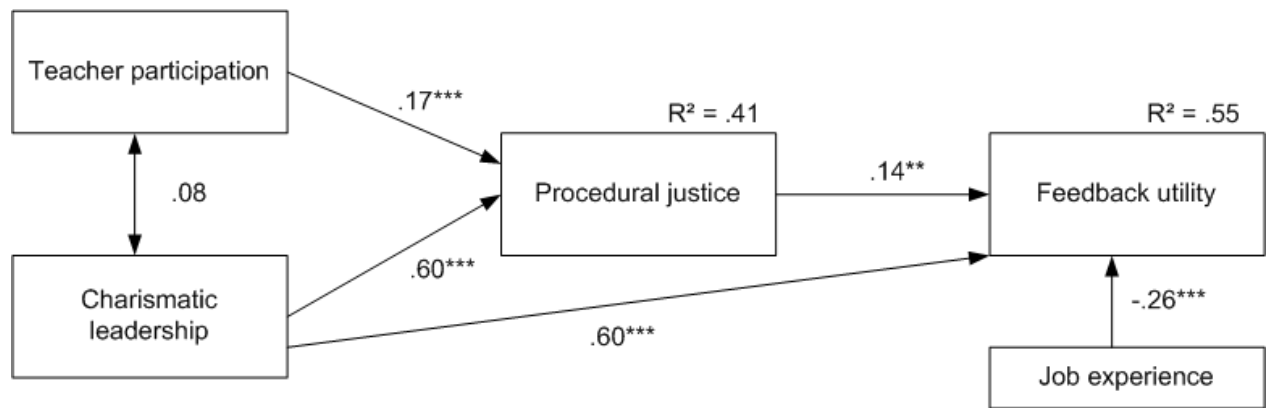 Teacher participation
.17***
R² = .41
R² = .55
Procedural justice
.14**
Feedback utility
.08
.60***
Charismatic
leadership
.60***
-.26***
Job experience